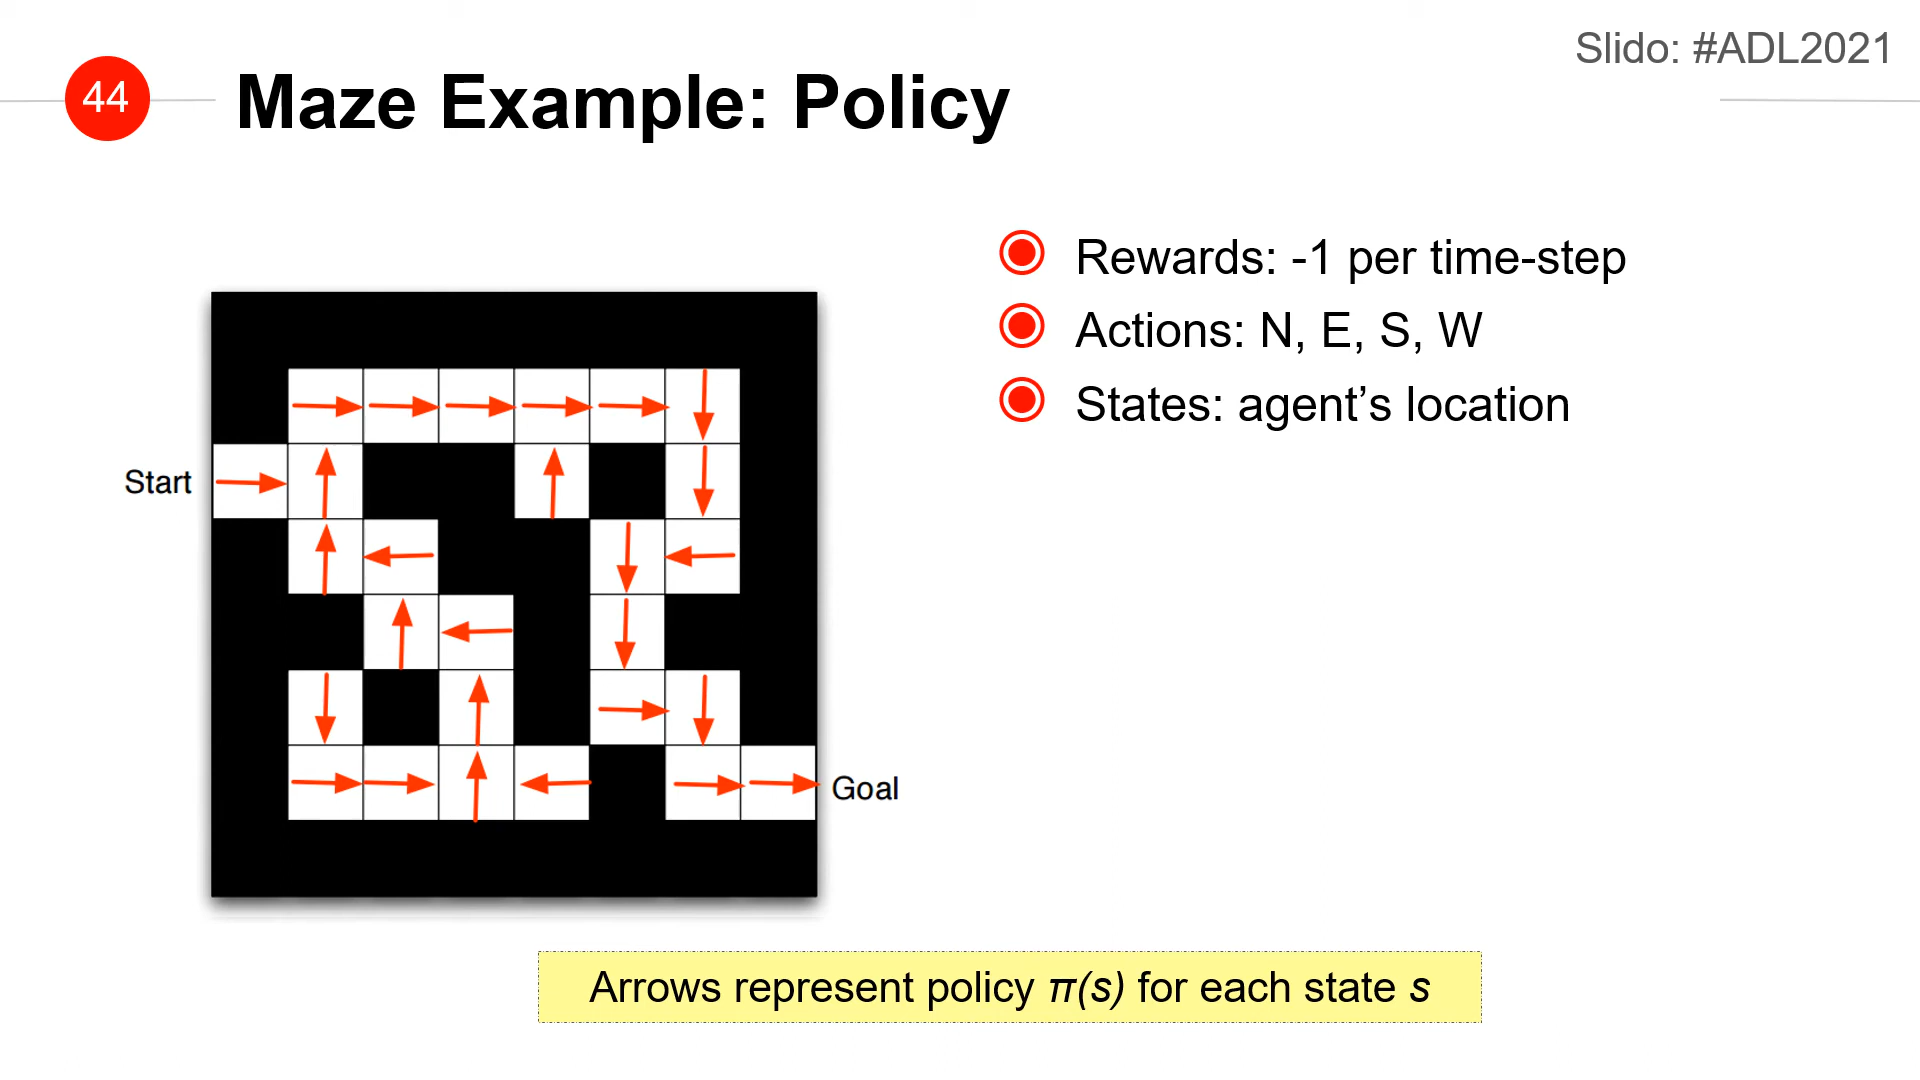 Slido: #ADL2021
44
Maze Example: Policy
Rewards: -1 per time-step
Actions: N, E, S, W
States: agent’s location
Start
Goal
Arrows represent policy π(s) for each state s